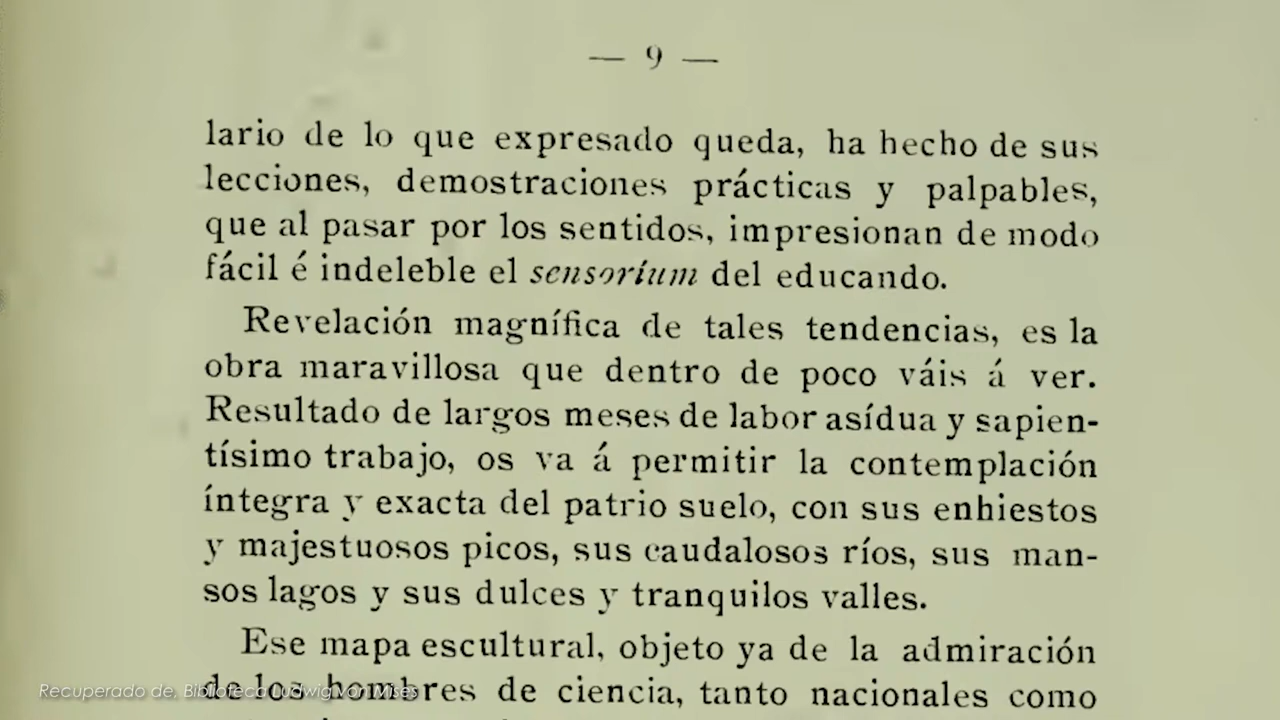 — 9 —
lario de lo que expresado queda, ha hecho de sus
lecciones, demostraciones prácticas y palpables,
que al pasar por los sentidos, impresionan de modo
fácil é indeleble el sensoríum del educando.
Revelación magnífica de tales tendencias, es la
obra maravillosa que dentro de poco váis á ver.
Resultado de largos meses de labor asídua y sapien-
tísimo trabajo, os va á permitir la contemplación
íntegra y exacta del patrio suelo, con sus enhiestos
y majestuosos picos, sus caudalosos ríos, sus man-
sos lagos y sus dulces y tranquilos valles.
Ese mapa escultural, objeto ya de la admiración
de los hombres de ciencia, tanto nacionales como
Recuperado de, Biblioteca Ludwig von Mises